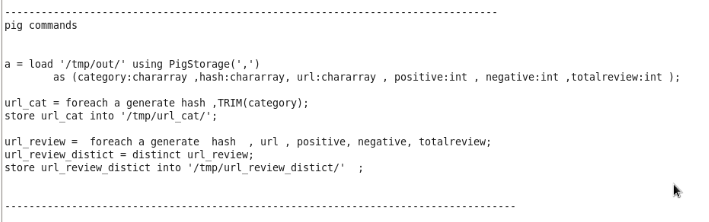 --------------------------------------------------------------------------------
pig commands
a = load '/tmp/out/' using PigStorage(',')
as (category:chararray ,hash:chararray, url:chararray , positive:int , negative:int ,totalreview:int );
url_cat = foreach a generate hash ,TRIM(category);
store url_cat into '/tmp/url_cat/';
url_review =  foreach a generate  hash  , url , positive, negative, totalreview;
url_review_distict = distinct url_review;
store url_review_distict into '/tmp/url_review_distict/'  ;
-----------------------------------------------------------------------------------